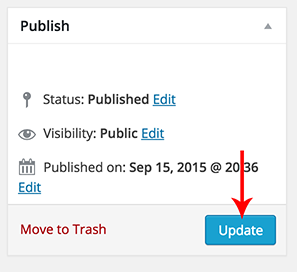 Publish
Status: Published Edit
Visibility: Public Edit
Published on: Sep 15, 2015 @ 20:36
Edit
Move to Trash
Update